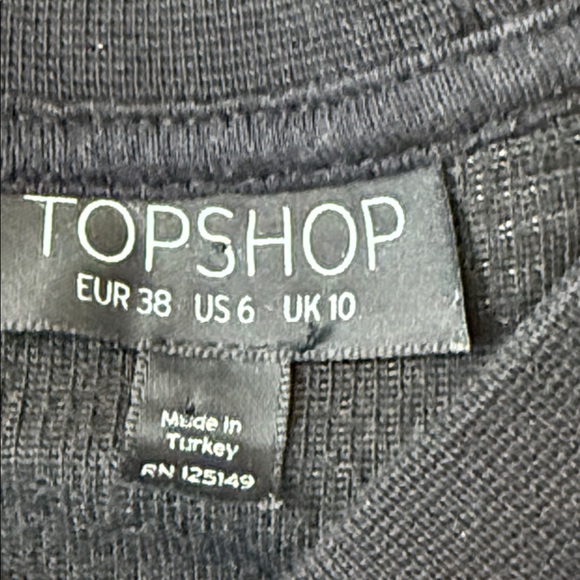 TOPSHOP
EUR 38 US 6 UK 10
Made in
Turkey
RN 125149